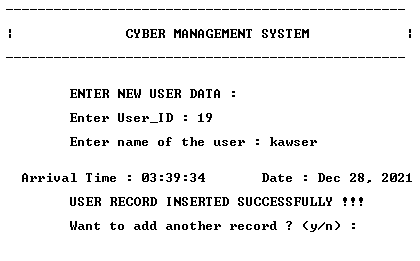 ---------------------------------------------------
¦ CYBER MANAGEMENT SYSTEM ¦
---------------------------------------------------
ENTER NEW USER DATA :
Enter User_ID : 19
Enter name of the user : kawser
Arrival Time : 03:39:34 Date : Dec 28, 2021
USER RECORD INSERTED SUCCESSFULLY !!!
Want to add another record ? (y/n) :